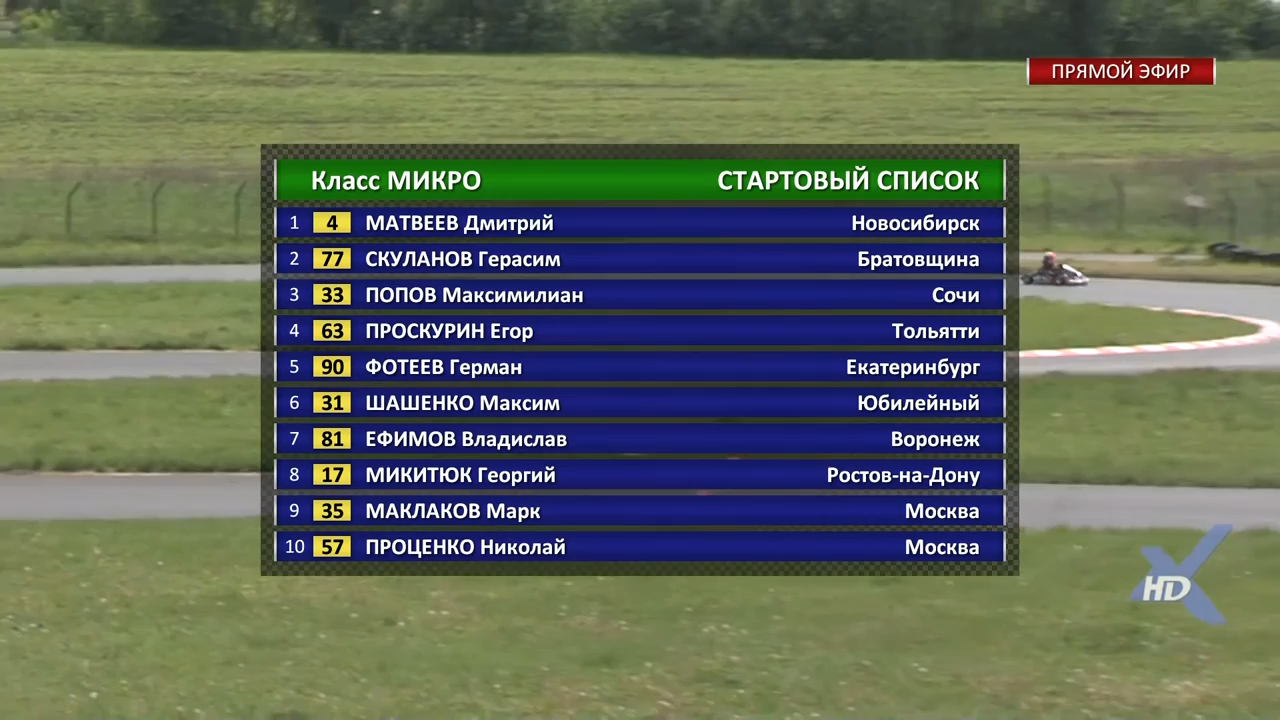 ПРЯМОЙ ЭФИР
Класс МИКРО СТАРТОВЫЙ СПИСОК
1 4 МАТВЕЕВ Дмитрий Новосибирск
2 77 СКУЛАНОВ Герасим Братовщина
3 33 ПОПОВ Максимилиан Сочи
4 63 ПРОСКУРИН Егор Тольятти
5 90 ФОТЕЕВ Герман Екатеринбург
6 31 ШАШЕНКО Максим Юбилейный
7 81 ЕФИМОВ Владислав Воронеж
8 17 МИКИТЮК Георгий Ростов-на-Дону
9 35 МАКЛАКОВ Марк Москва
10 57 ПРОЦЕНКО Николай Москва
X HD